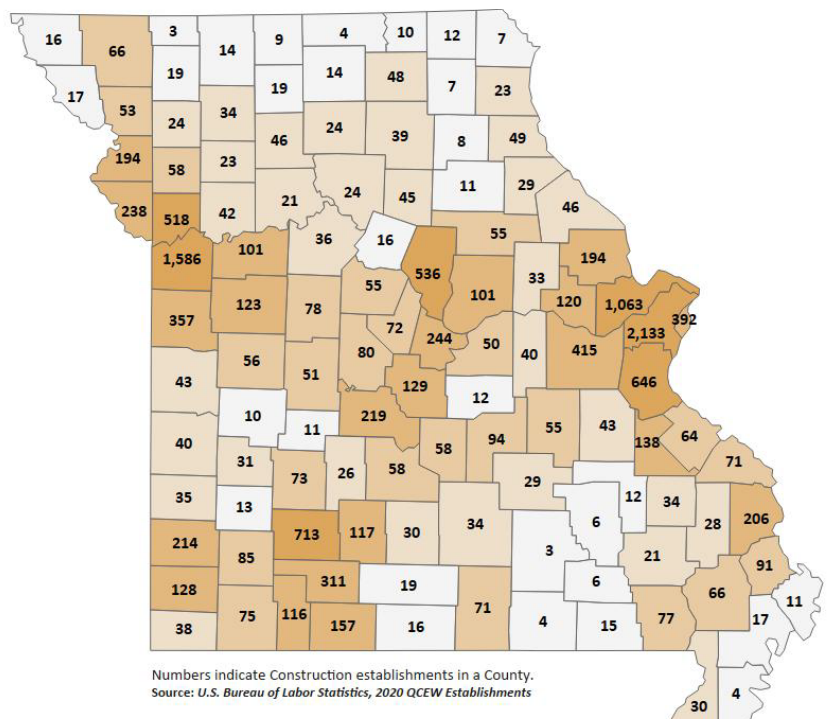 16 66 3 14 9 4 10 12 7
17 53 19 19 14 48 7 23
194 24 34 46 24 39 8 49
238 58 23 21 24 45 11 29 46
518 42 36 16 55 194
1,586 101 55 536 101 33 120 1,063 392
357 123 78 72 244 50 40 415 2,133
43 56 51 80 129 12 646
40 10 11 219 58 94 55 43 138 64 71
35 31 73 26 58 29 12 34 28 206
214 13 713 117 30 34 3 6 21 91
128 85 311 19 71 6 66 11
38 75 116 157 16 4 15 77 17
30 4
Numbers indicate Construction establishments in a County.
Source: U.S. Bureau of Labor Statistics, 2020 QCEW Establishments